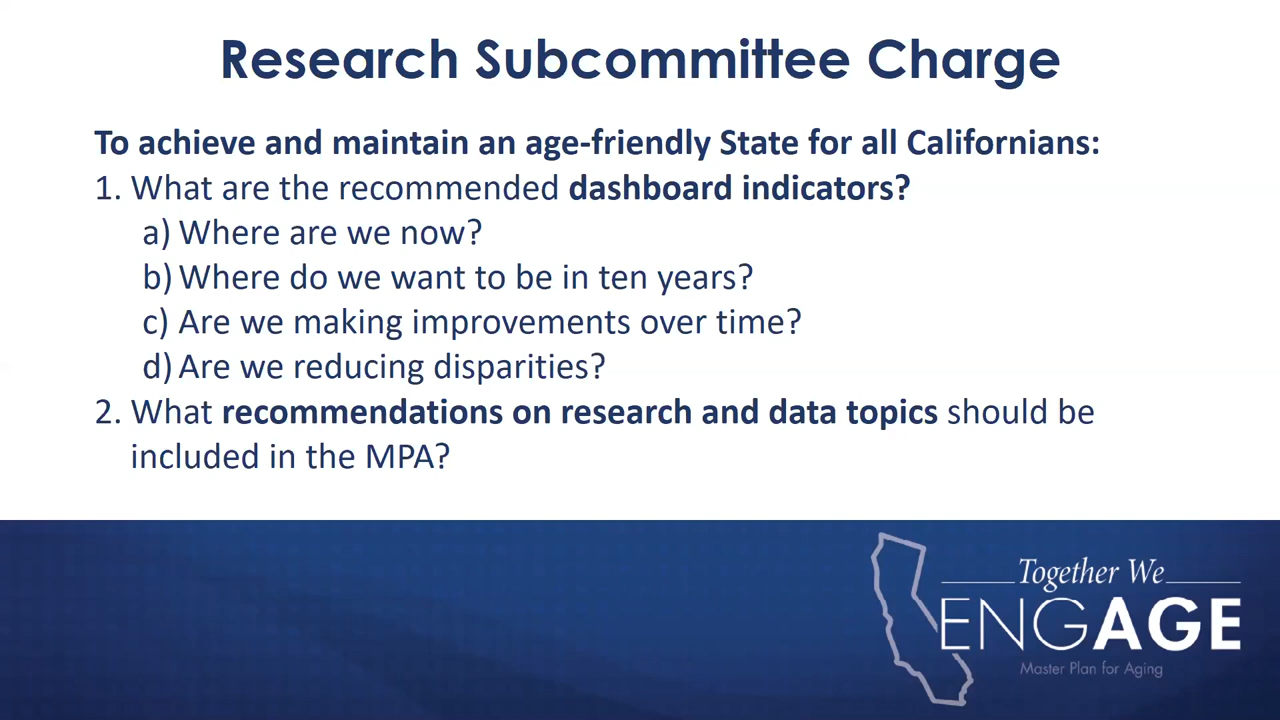 Research Subcommittee Charge
To achieve and maintain an age-friendly State for all Californians:
1. What are the recommended dashboard indicators?
a) Where are we now?
b) Where do we want to be in ten years?
c) Are we making improvements over time?
d) Are we reducing disparities?
2. What recommendations on research and data topics should be
included in the MPA?
Together We
ENGAGE
Master Plan for Aging